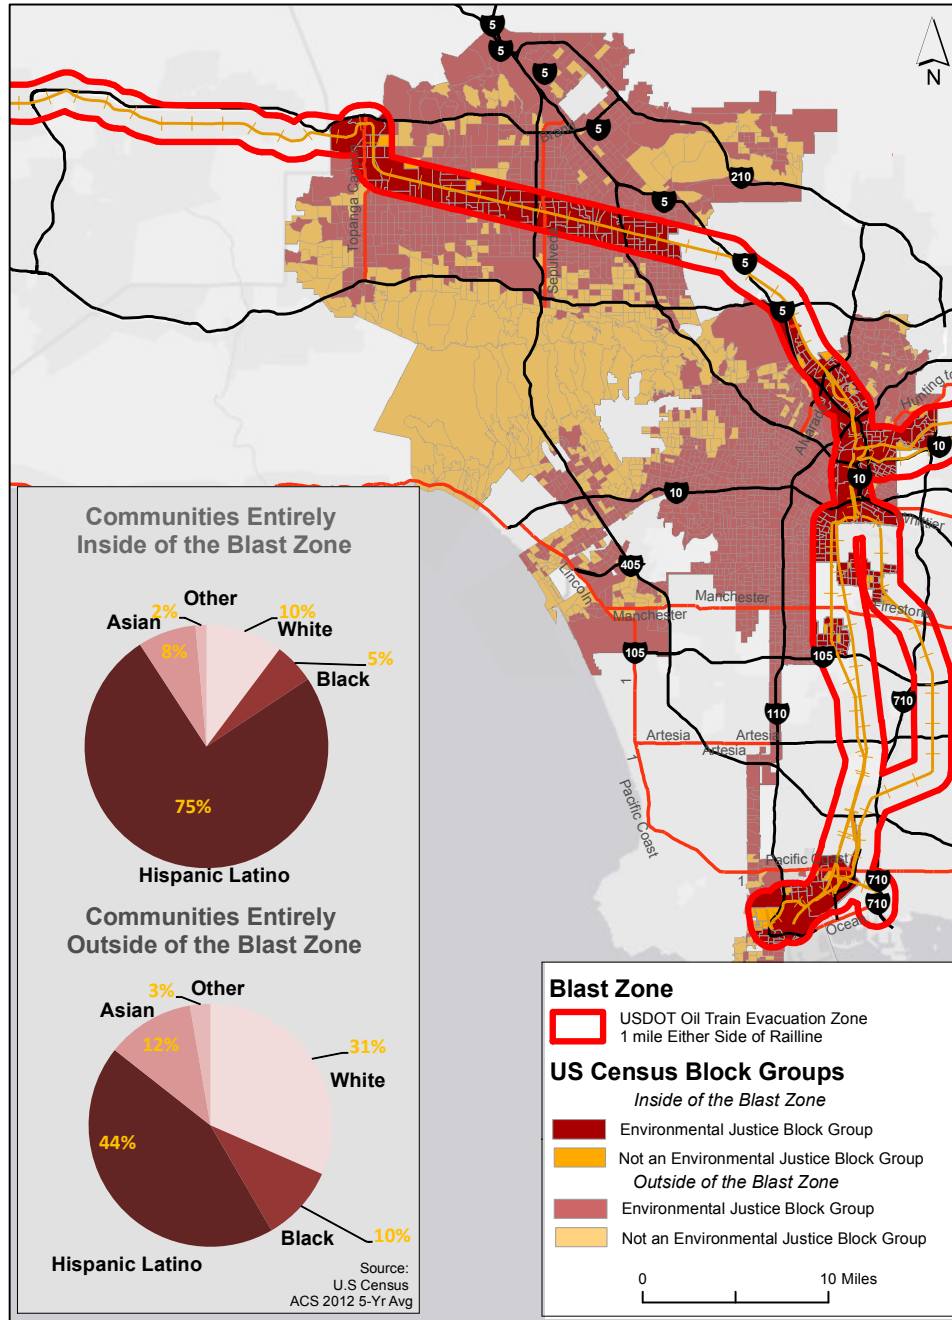 5
5
5
N
5
Brand
210
5
Topanga Canyon
Sepulveda
5
5
Alvarado
10
10
10
Whittier
405
Lincoln
Manchester
Manchester
Firestone
105
105
710
110
1
1
Artesia
Artesia
Artesia
Pacific Coast
Pacific Coast
1
710
710
Ocean
Communities Entirely
Inside of the Blast Zone
Other
2%
10%
White
Asian
8%
5%
Black
75%
Hispanic Latino
Communities Entirely
Outside of the Blast Zone
3%
Other
Asian
12%
31%
White
44%
Black
10%
Hispanic Latino
Source:
U.S Census
ACS 2012 5-Yr Avg
Blast Zone
USDOT Oil Train Evacuation Zone
1 mile Either Side of Railline
US Census Block Groups
Inside of the Blast Zone
Environmental Justice Block Group
Not an Environmental Justice Block Group
Outside of the Blast Zone
Environmental Justice Block Group
Not an Environmental Justice Block Group
0
10 Miles